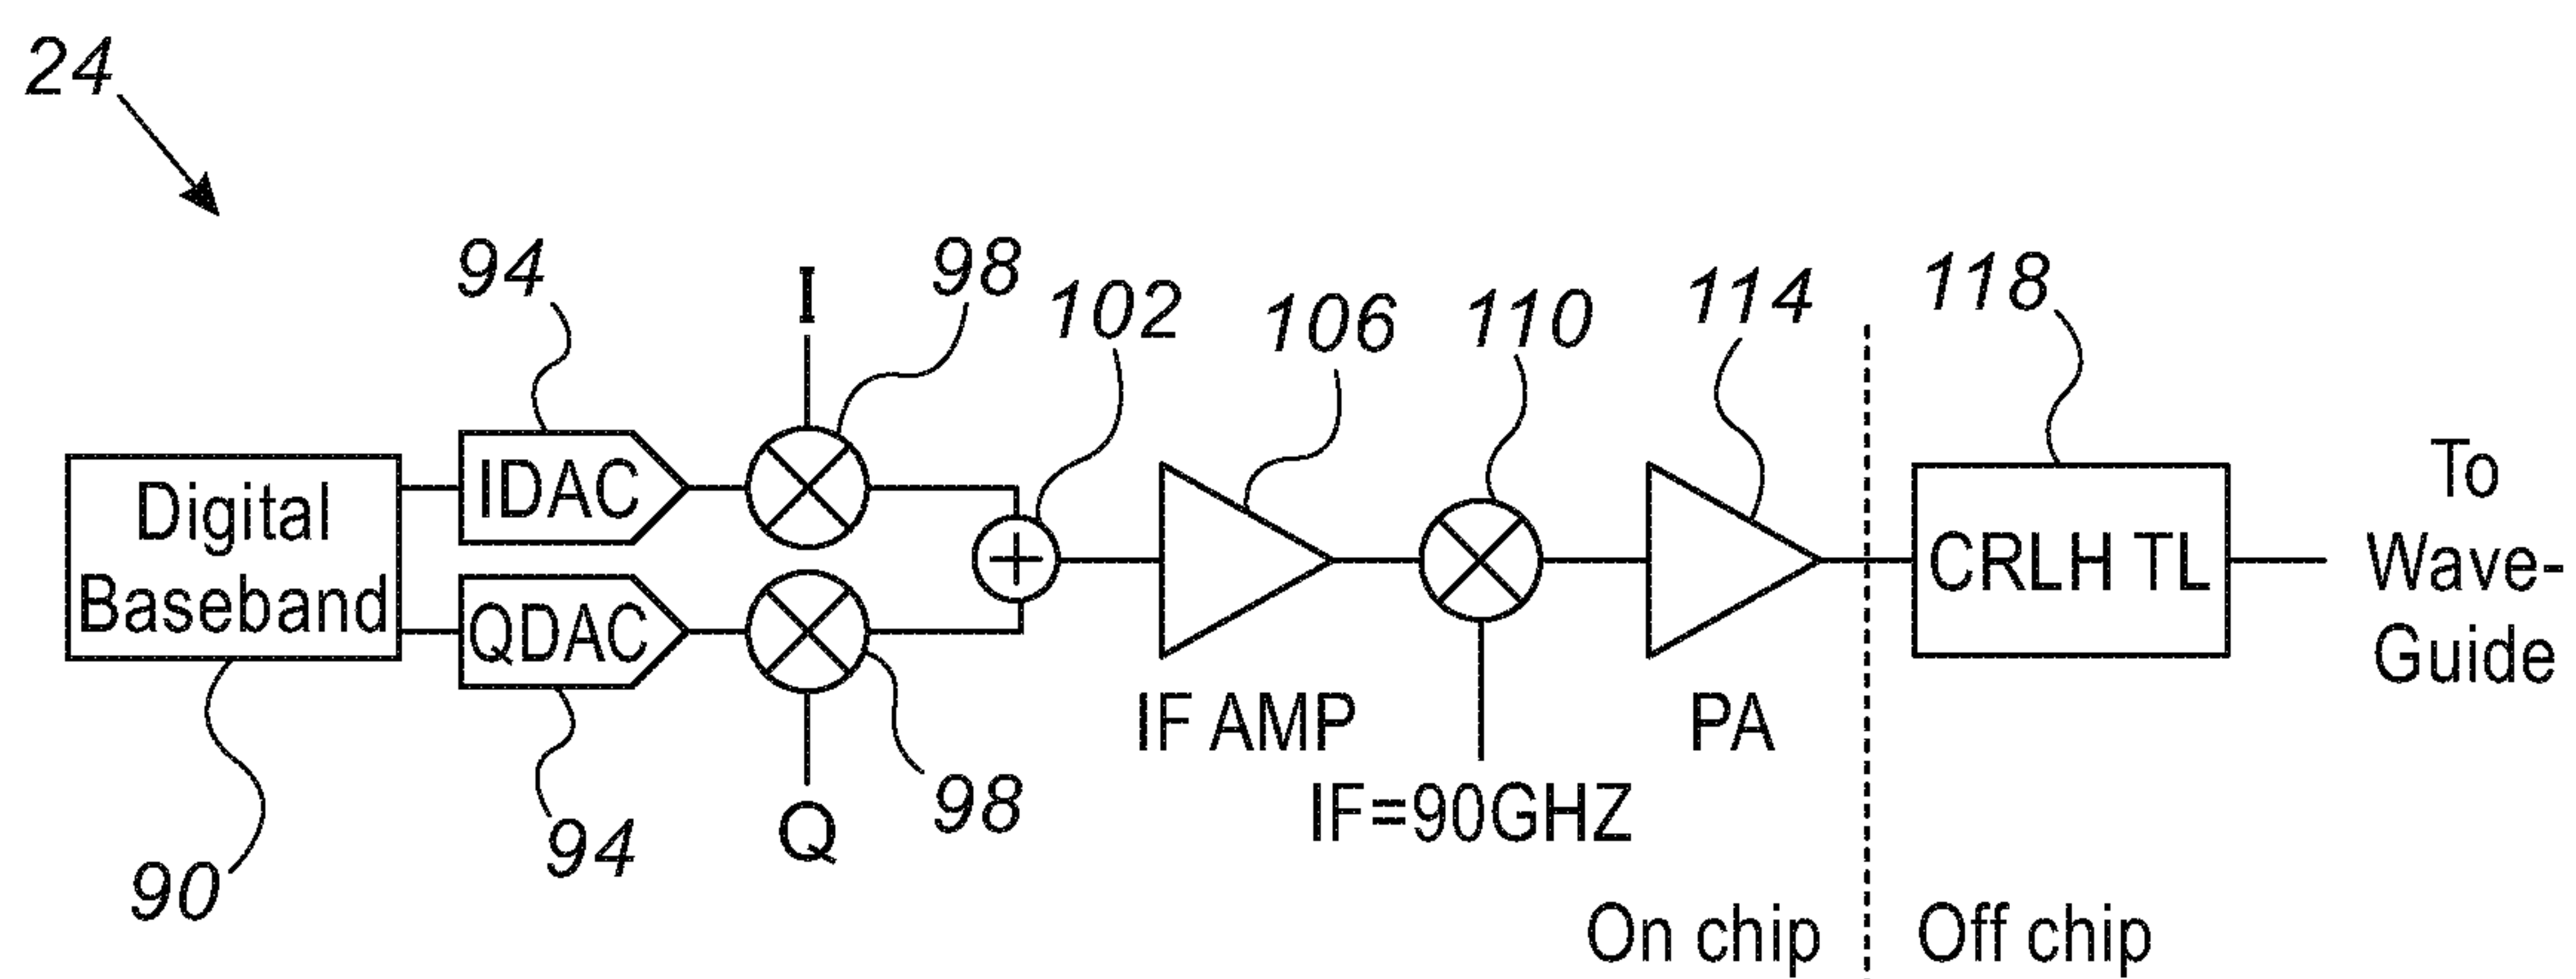 24
94
I
98
102
106
110
114
118
Digital
Baseband
IDAC
QDAC
CRLH TL
To
Wave-
Guide
IF AMP
PA
IF=90GHZ
90
94
Q
98
On chip
Off chip